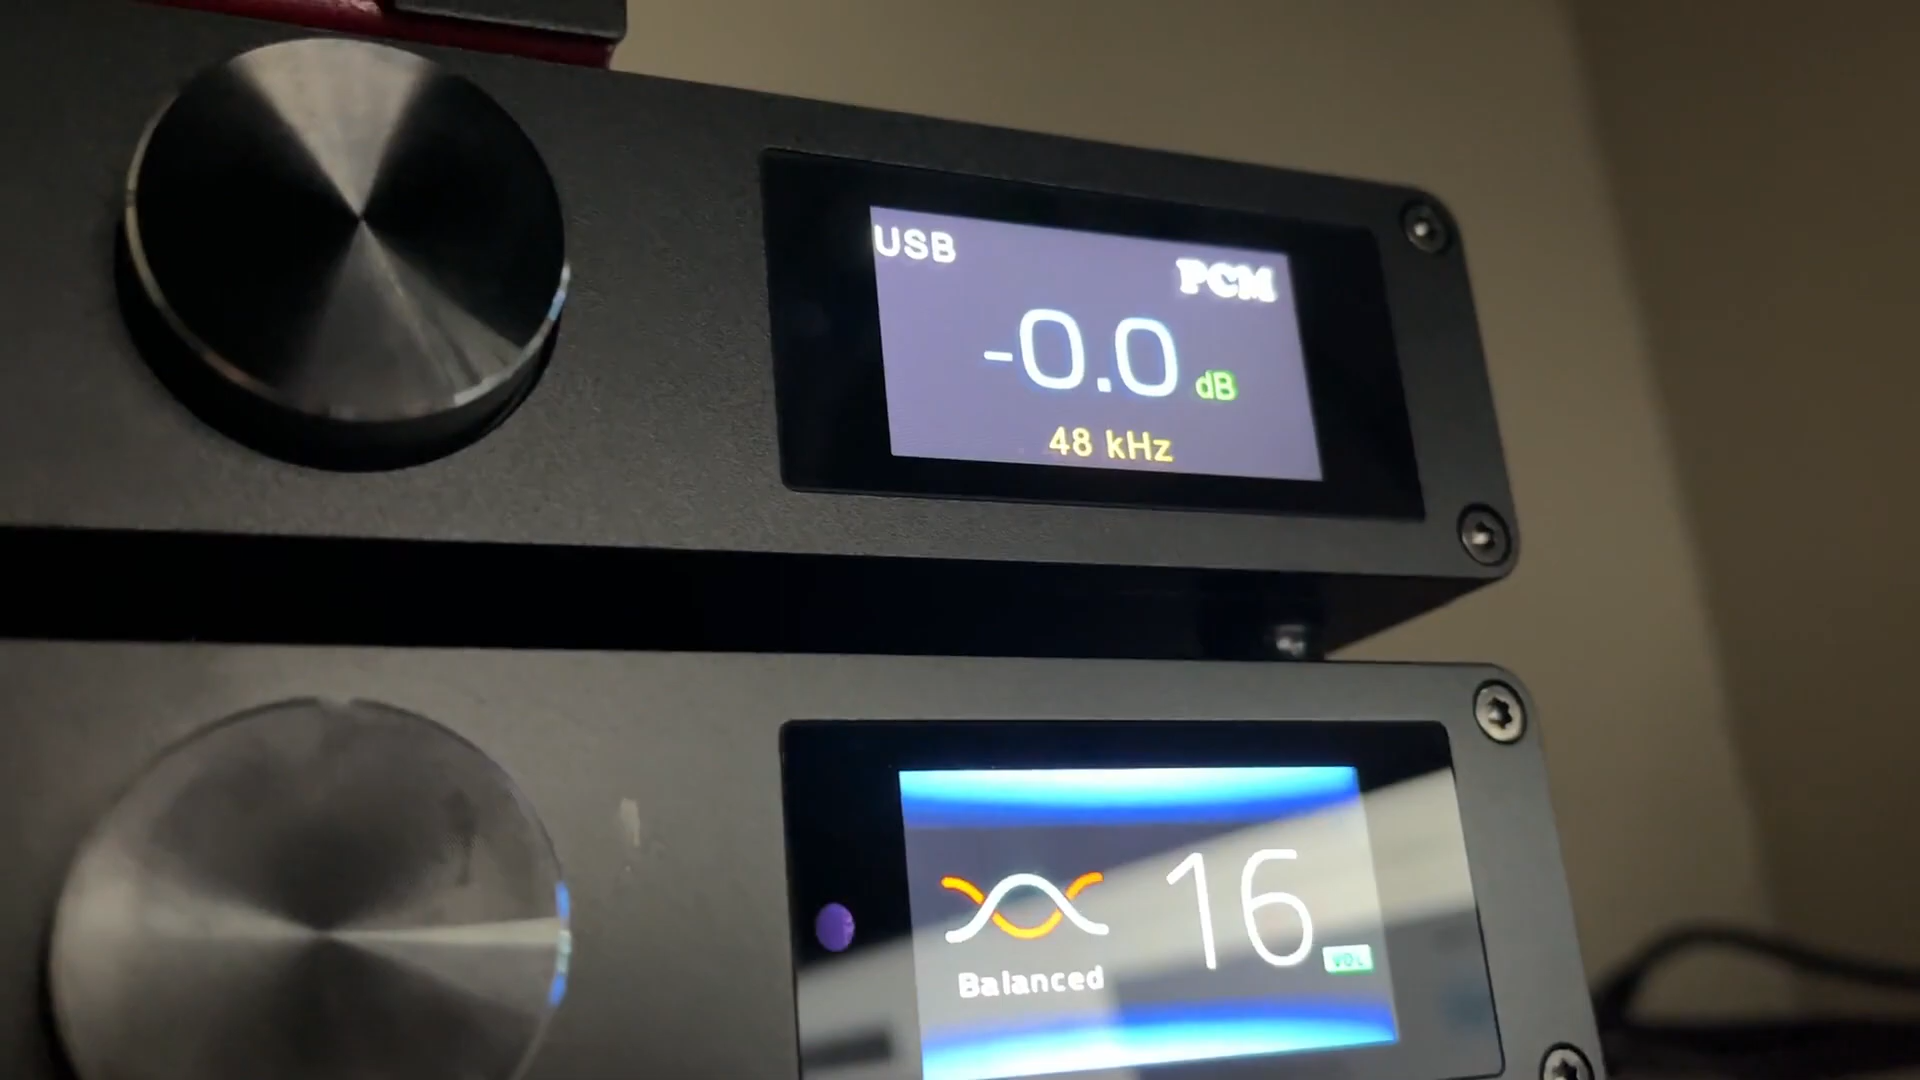 USB
PCM
-0.0 dB
48 kHz
16 VOL
Balanced